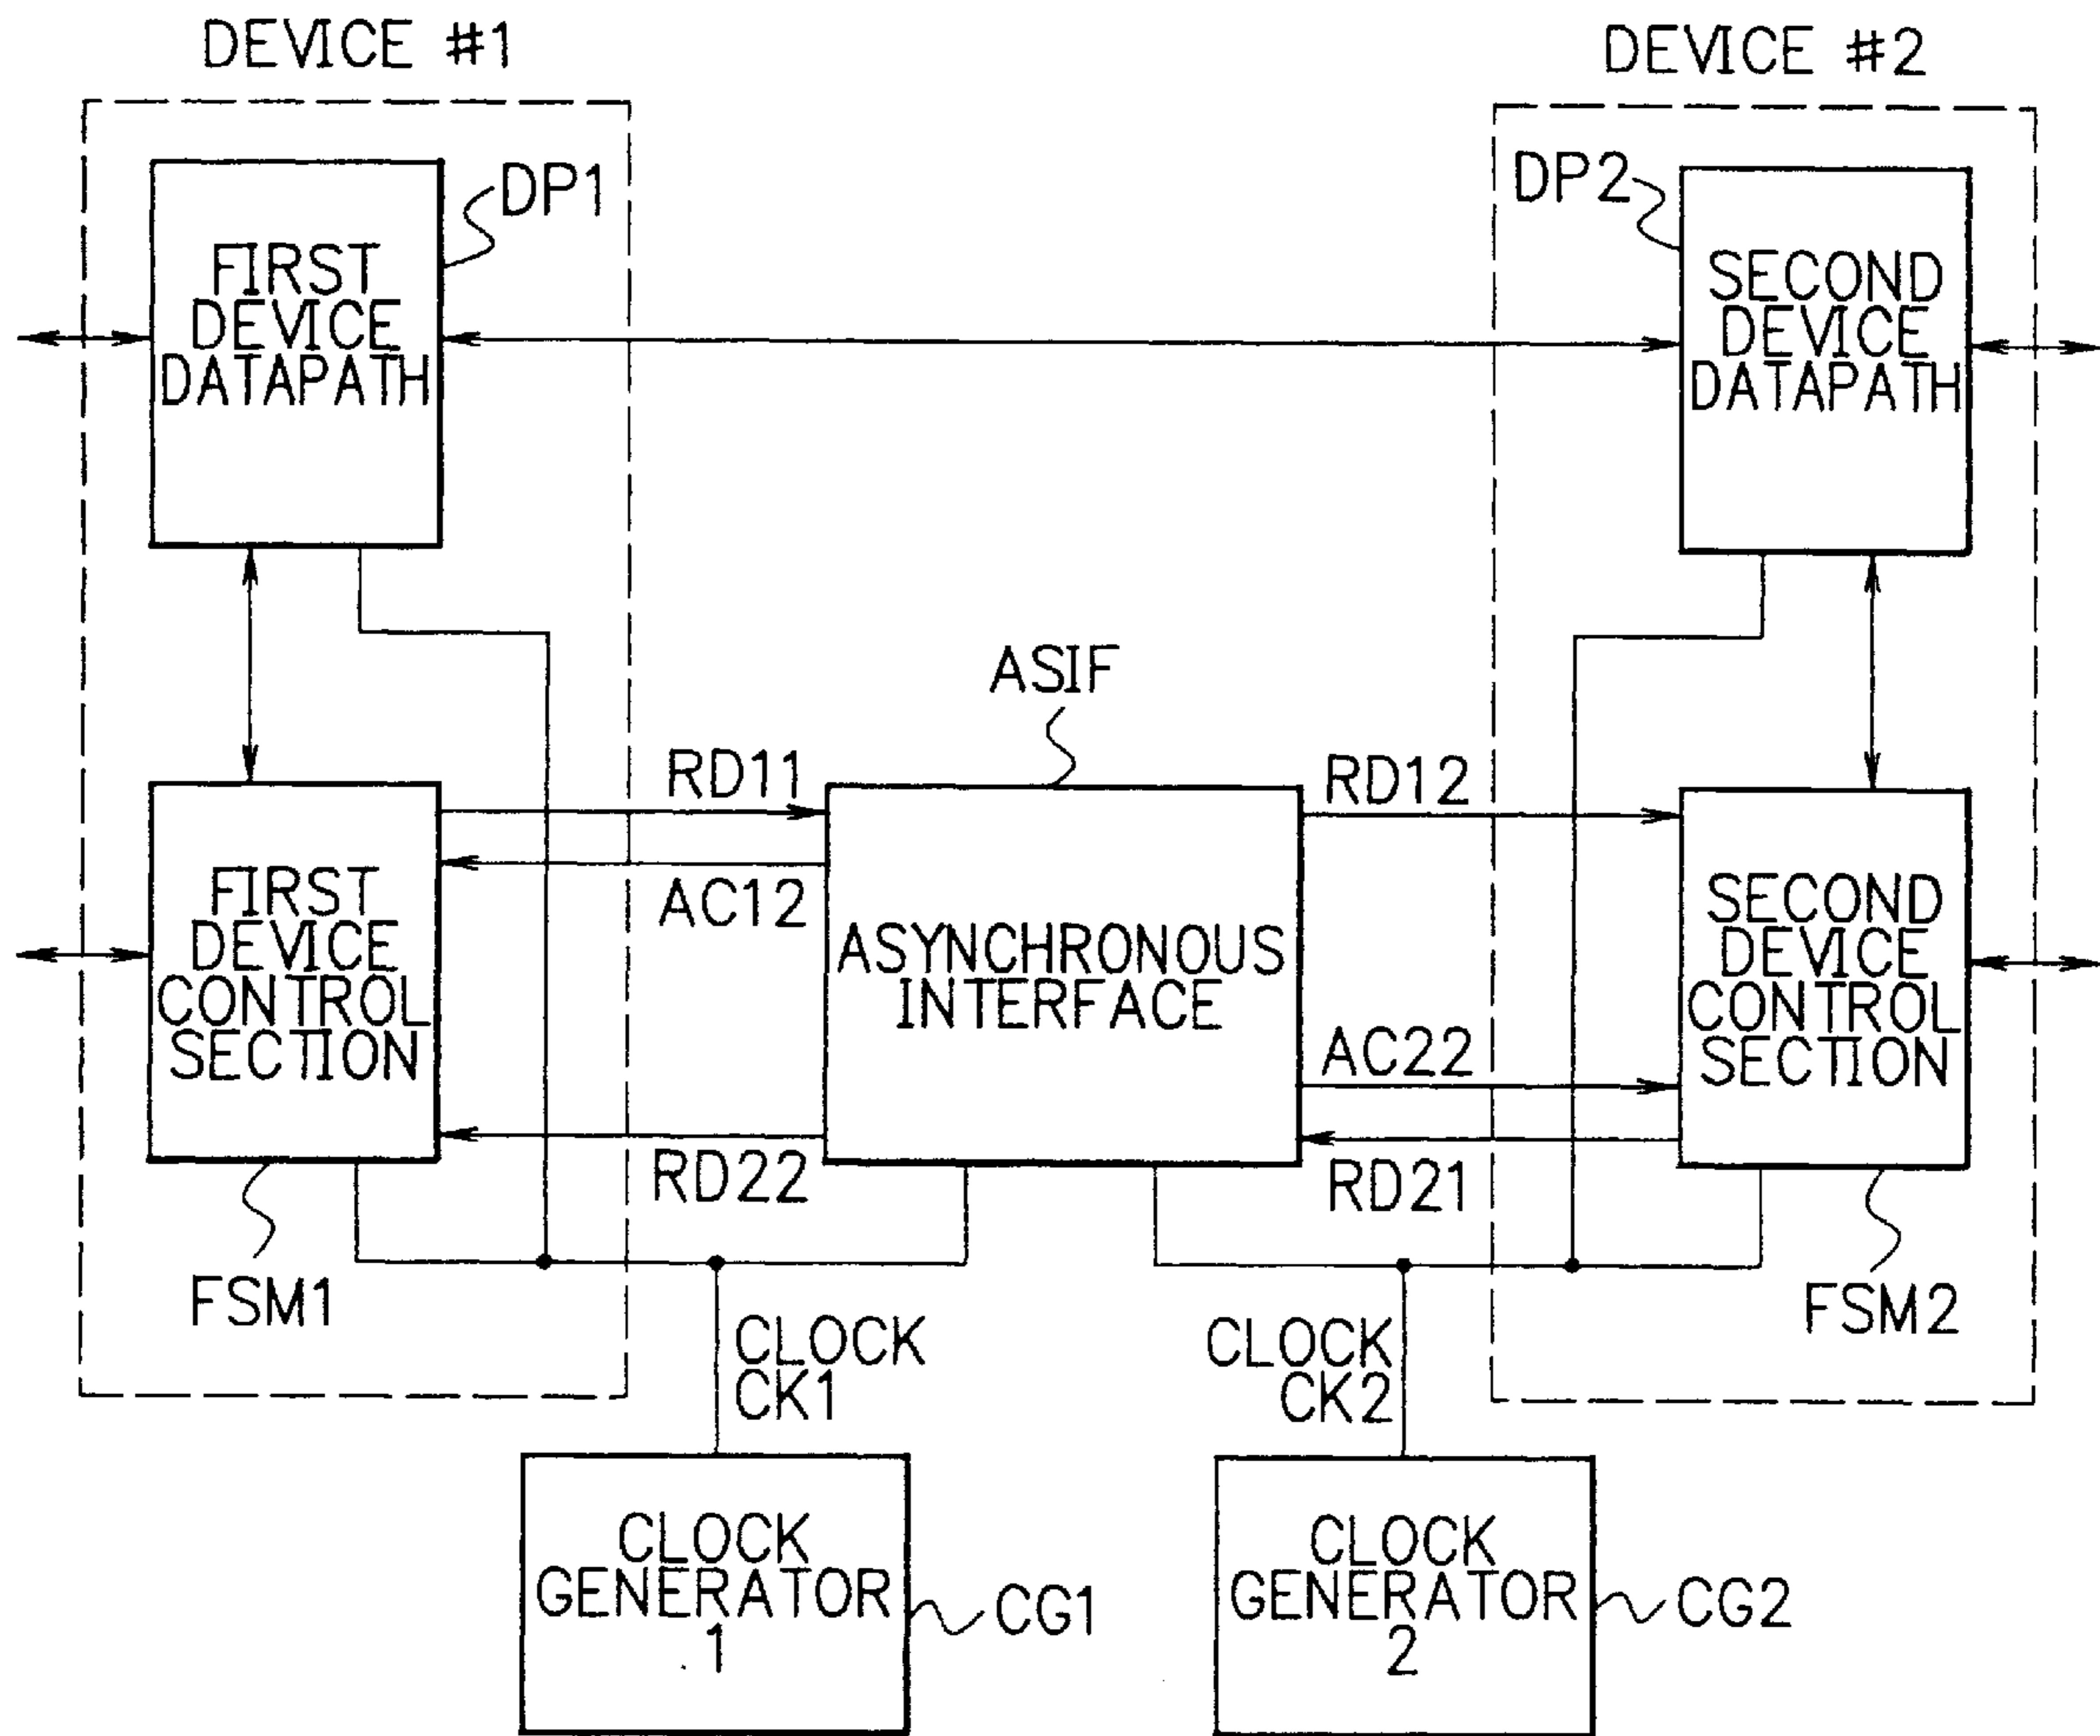 DEVICE #1
DEVICE #2
DP1
DP2
FIRST
DEVICE
DATAPATH
SECOND
DEVICE
DATAPATH
ASIF
RD11
RD12
AC12
FIRST
DEVICE
CONTROL
SECTION
ASYNCHRONOUS
INTERFACE
SECOND
DEVICE
CONTROL
SECTION
AC22
RD22
RD21
FSM1
FSM2
CLOCK
CK1
CLOCK
CK2
CLOCK
GENERATOR
1
CG1
CLOCK
GENERATOR
2
CG2